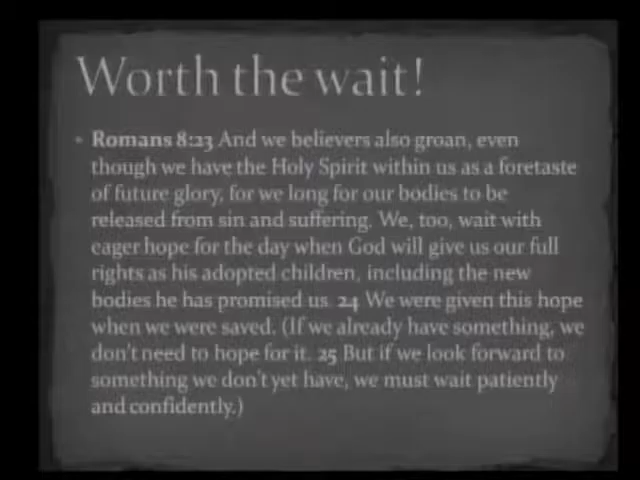 Worth the wait!
• Romans 8:23 And we believers also groan, even
though we have the Holy Spirit within us as a foretaste
of future glory, for we long for our bodies to be
released from sin and suffering. We, too, wait with
eager hope for the day when God will give us our full
rights as his adopted children, including the new
bodies he has promised us. 24 We were given this hope
when we were saved. (If we already have something, we
don't need to hope for it. 25 But if we look forward to
something we don't yet have, we must wait patiently
and confidently.)